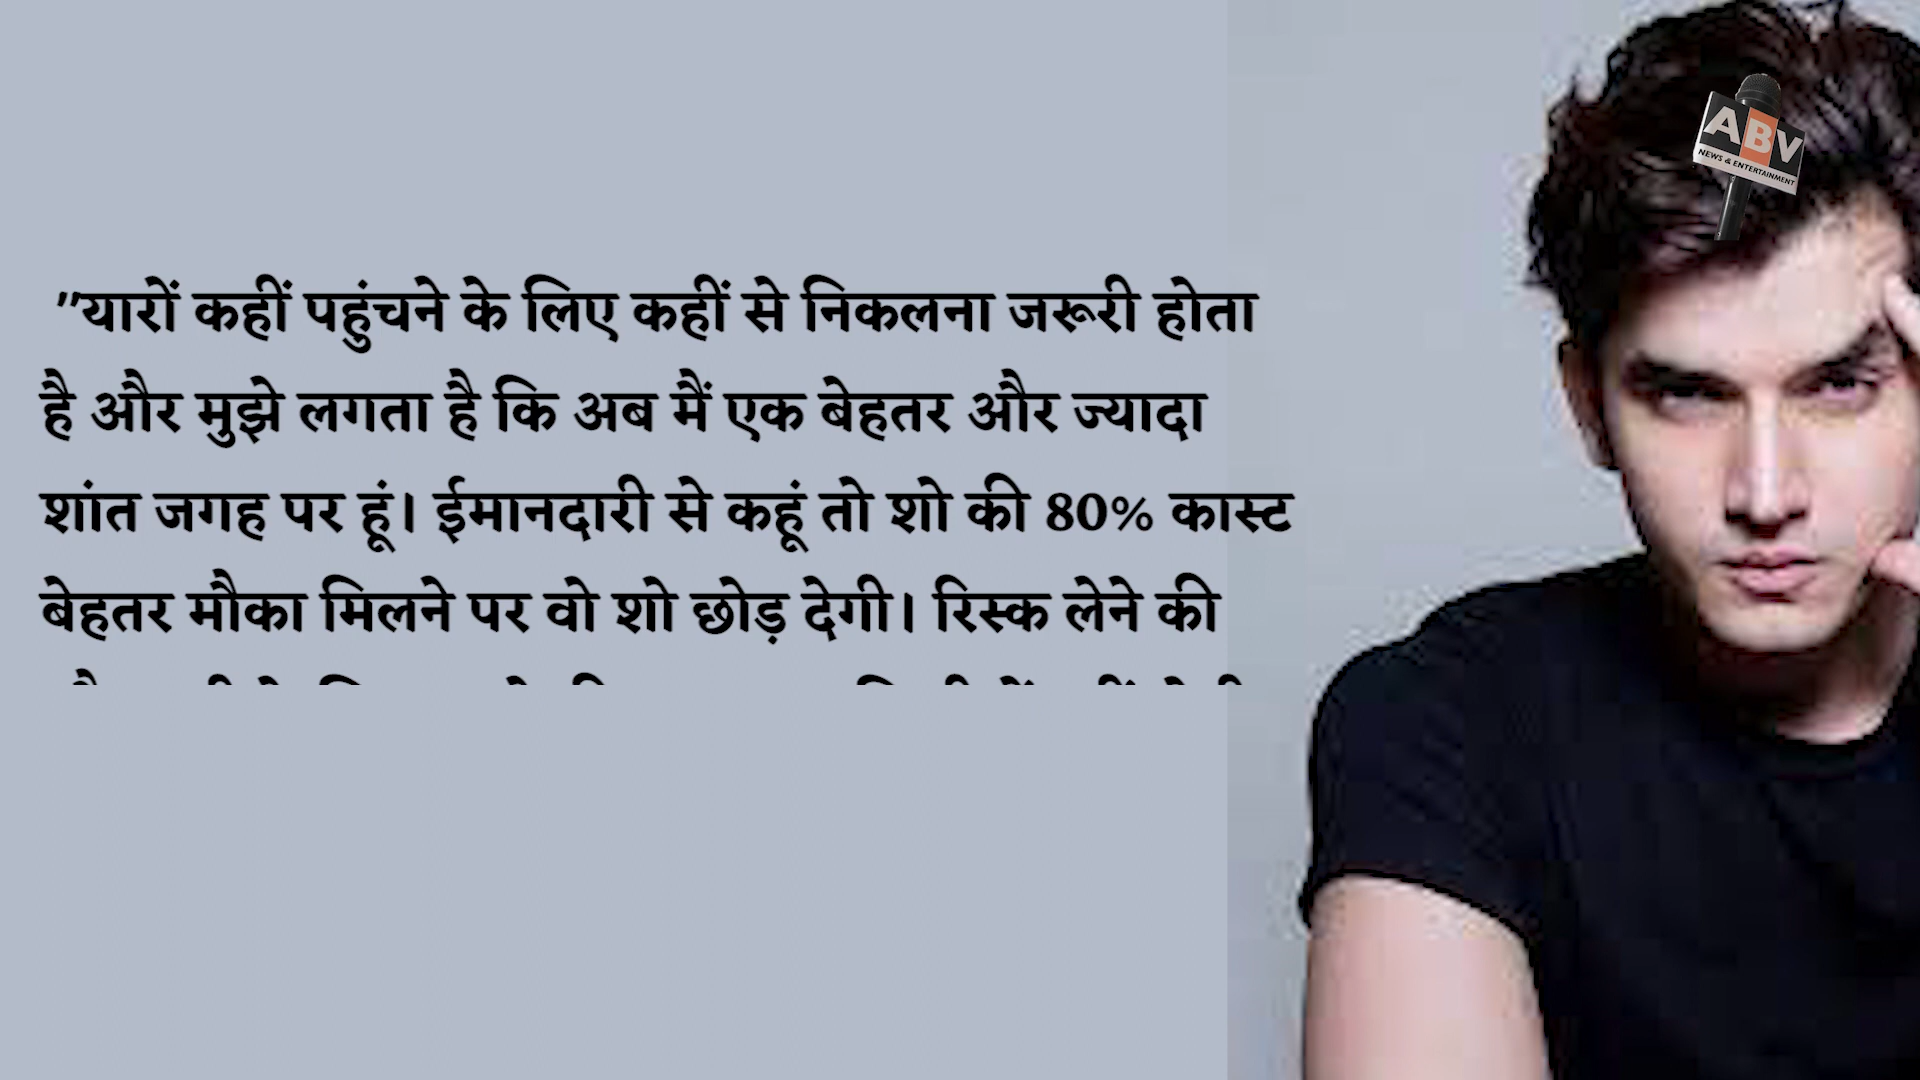 "यारों कहीं पहुंचने के लिए कहीं से निकलना जरूरी होता
है और मुझे लगता है कि अब मैं एक बेहतर और ज्यादा
शांत जगह पर हूं। ईमानदारी से कहूं तो शो की 80% कास्ट
बेहतर मौका मिलने पर वो शो छोड़ देगी। रिस्क लेने की
ABV
NEWS & ENTERTAINMENT